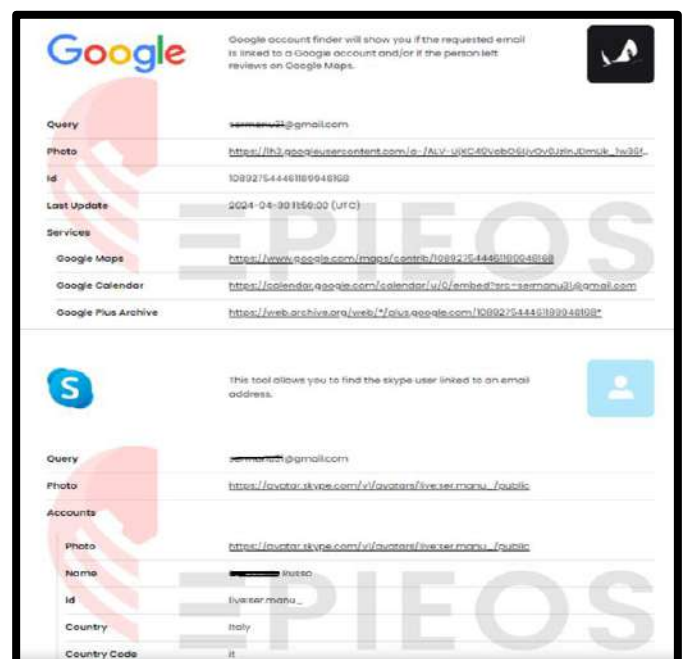 Google
Google account finder will show you if the requested email
is linked to a Google account and/or if the person left
reviews on Google Maps.
Query
@gmail.com
Photo
Id
Last Update
2024-04-30 11:56:00 (UTC)
Services
Google Maps
Google Calendar
Google Plus Archive
EPIEOS
S
This tool allows you to find the skype user linked to an email
address.
Query
@gmail.com
Photo
https://avatar.skype.com/v1/avatars/live:ser.manu_/public
Accounts
Photo
https://avatar.skype.com/v1/avatars/live:ser.manu_/public
Name
Russo
Id
live:ser.manu_
Country
Italy
Country Code
it
EPIEOS